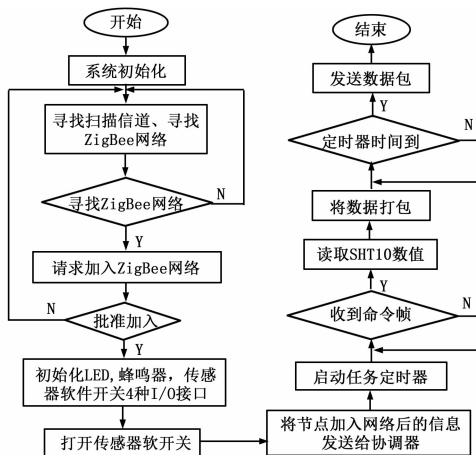 开始
系统初始化
寻找扫描信道、寻找
ZigBee网络
寻找ZigBee网络
N
Y
请求加入ZigBee网络
N
批准加入
Y
初始化LED,蜂鸣器，传感
器软件开关4种I/O接口
打开传感器软开关
将节点加入网络后的信息
发送给协调器
启动任务定时器
收到命令帧
N
Y
读取SHT10数值
将数据打包
定时器时间到
N
Y
发送数据包
结束